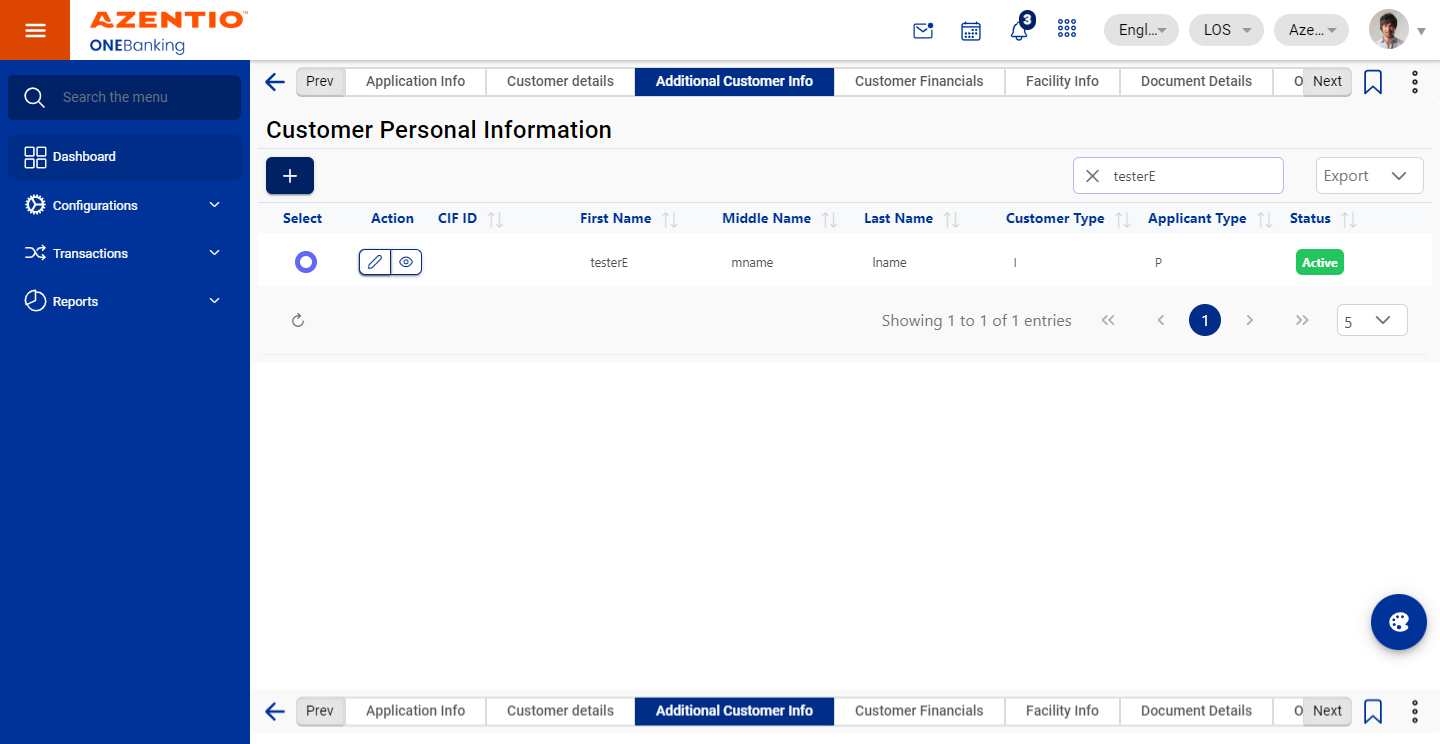 AZENTIO™
ONEBanking
3
Engl...
LOS
Aze...
Search the menu
Dashboard
Configurations
Transactions
Reports
Prev
Application Info
Customer details
Additional Customer Info
Customer Financials
Facility Info
Document Details
O
Next
Customer Personal Information
+
testerE
Export
Select Action CIF ID First Name Middle Name Last Name Customer Type Applicant Type Status
testerE mname lname I P Active
Showing 1 to 1 of 1 entries
1
5
Prev
Application Info
Customer details
Additional Customer Info
Customer Financials
Facility Info
Document Details
O
Next